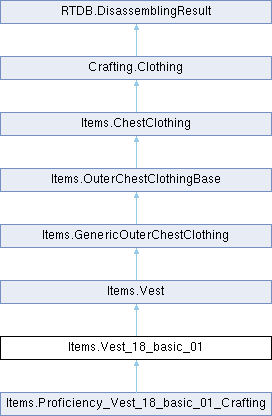 RTDB.DisassemblingResult
Crafting.Clothing
Items.ChestClothing
Items.OuterChestClothingBase
Items.GenericOuterChestClothing
Items.Vest
Items.Vest_18_basic_01
Items.Proficiency_Vest_18_basic_01_Crafting